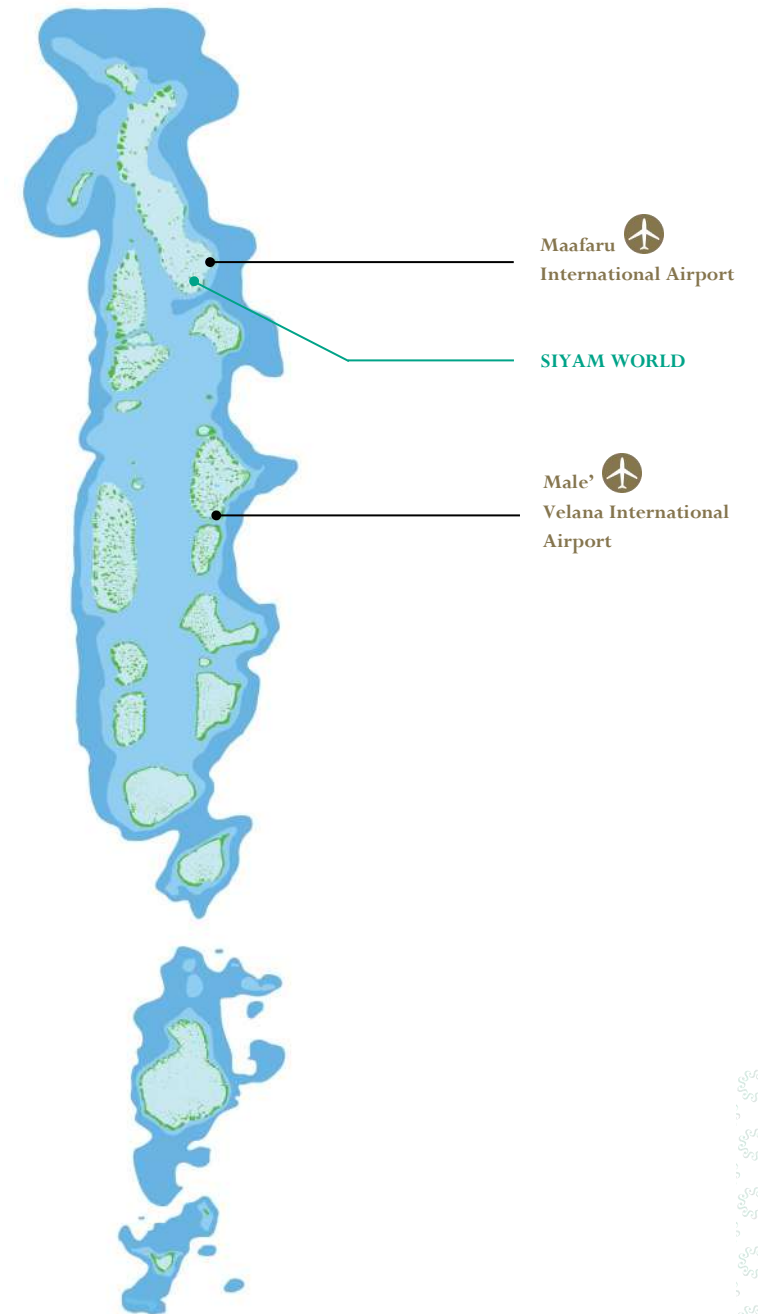 Maafaru
International Airport
SIYAM WORLD
Male’
Velana International
Airport